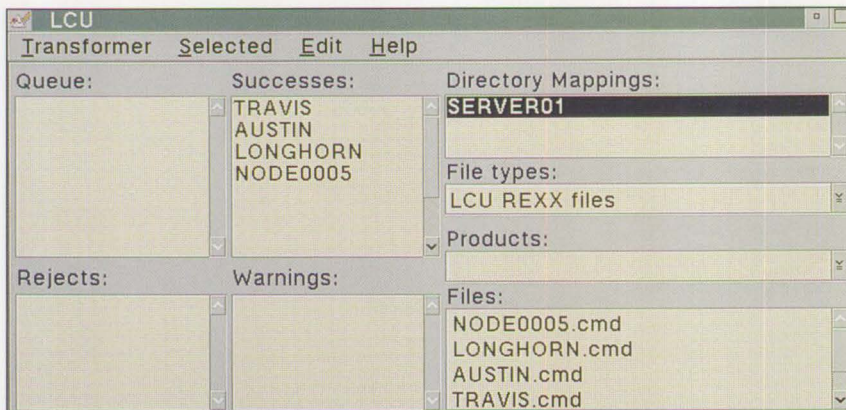 LCU
Transformer Selected Edit Help
Queue:
Successes:
TRAVIS
AUSTIN
LONGHORN
NODE0005
Directory Mappings:
SERVER01
File types:
LCU REXX files
Products:
Rejects:
Warnings:
Files:
NODE0005.cmd
LONGHORN.cmd
AUSTIN.cmd
TRAVIS.cmd